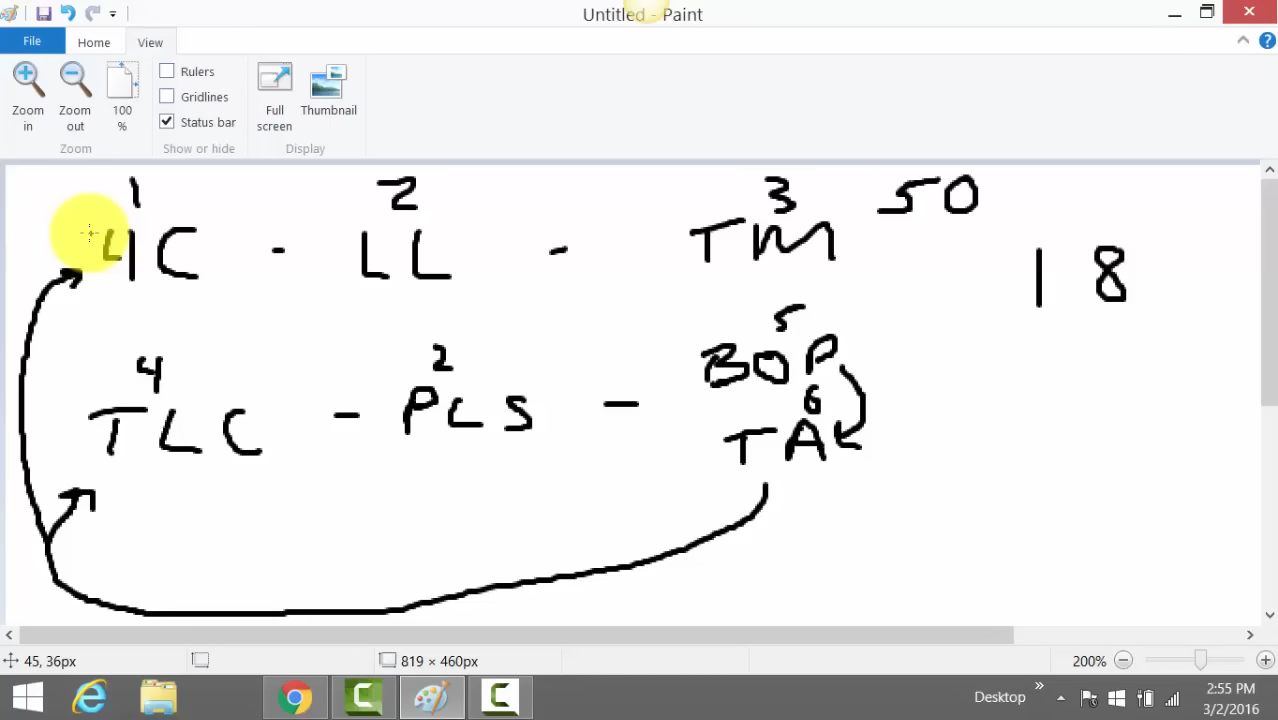 Untitled - Paint
File Home View
Zoom in
Zoom out
100 %
Zoom
Rulers
Gridlines
Status bar
Show or hide
Full screen
Thumbnail
Display
1 2 3 50
4C - LL - TM
18
5
4 2 BOP
6
TLC - PLS - TA
45, 36px
819 × 460px
200%
Desktop
2:55 PM
3/2/2016